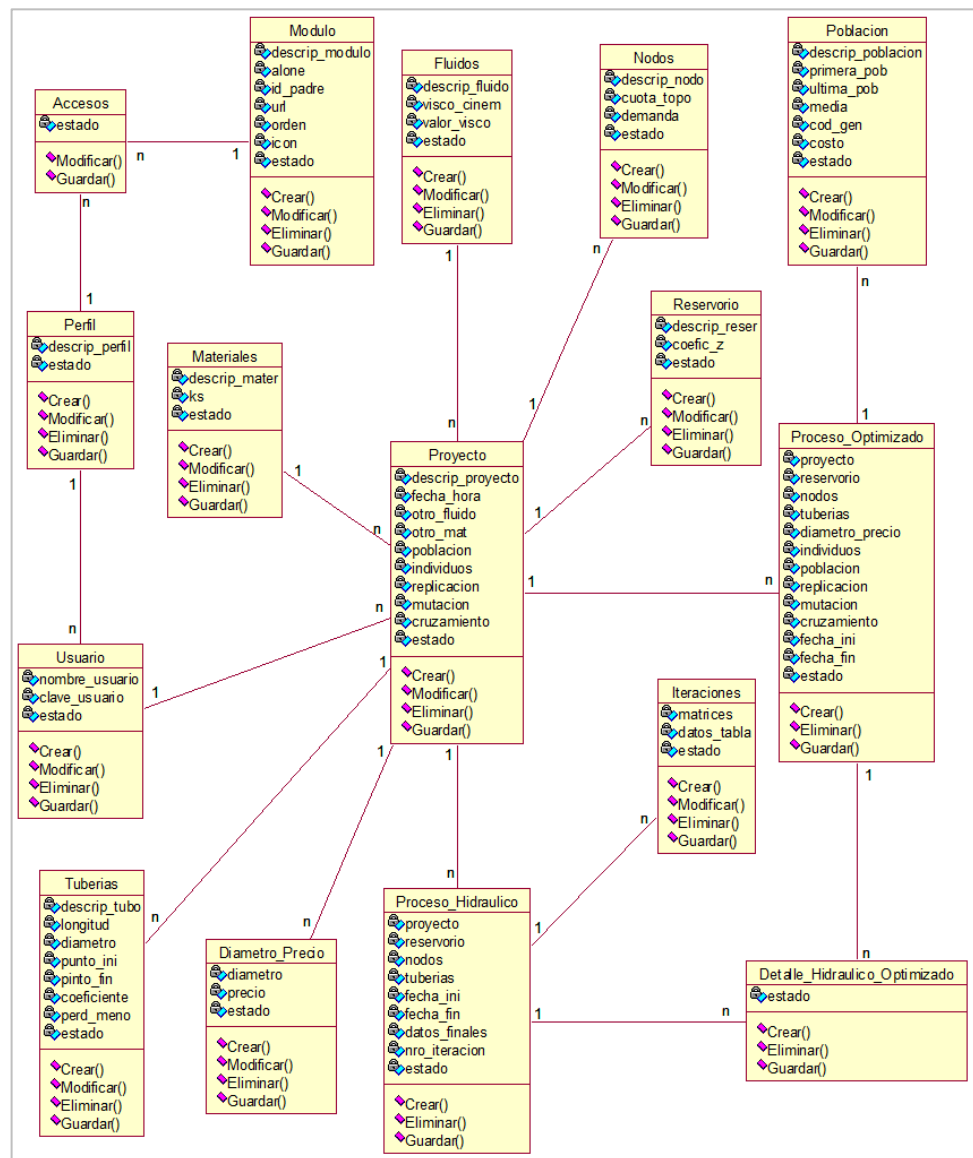 Modulo
descrip_modulo
alone
id_padre
url
orden
icon
estado
Crear()
Modificar()
Eliminar()
Guardar()
Poblacion
descrip_poblacion
primera_pob
ultima_pob
media
cod_gen
costo
estado
Crear()
Modificar()
Eliminar()
Guardar()
Fluidos
descrip_fluido
visco_cinem
valor_visco
estado
Crear()
Modificar()
Eliminar()
Guardar()
Nodos
descrip_nodo
cuota_topo
demanda
estado
Crear()
Modificar()
Eliminar()
Guardar()
Accesos
estado
Modificar()
Guardar()
n
1
n
1
1
n
n
n
1
Perfil
descrip_perfil
estado
Crear()
Modificar()
Eliminar()
Guardar()
1
n
Materiales
descrip_mater
ks
estado
Crear()
Modificar()
Eliminar()
Guardar()
1
n
Reservorio
descrip_reser
coefic_z
estado
Crear()
Modificar()
Eliminar()
Guardar()
n
1
1
Proyecto
descrip_proyecto
fecha_hora
otro_fluido
otro_mat
poblacion
individuos
replicacion
mutacion
cruzamiento
estado
Crear()
Modificar()
Eliminar()
Guardar()
Proceso_Optimizado
proyecto
reservorio
nodos
tuberias
diametro_precio
individuos
poblacion
replicacion
mutacion
cruzamiento
fecha_ini
fecha_fin
estado
Crear()
Eliminar()
Guardar()
1
n
n
1
Usuario
nombre_usuario
clave_usuario
estado
Crear()
Modificar()
Eliminar()
Guardar()
1
1
1
1
Iteraciones
matrices
datos_tabla
estado
Crear()
Modificar()
Eliminar()
Guardar()
n
1
Tuberias
descrip_tubo
longitud
diametro
punto_ini
pinto_fin
coeficiente
perd_meno
estado
Crear()
Modificar()
Eliminar()
Guardar()
n
n
n
Diametro_Precio
diametro
precio
estado
Crear()
Modificar()
Eliminar()
Guardar()
Proceso_Hidraulico
proyecto
reservorio
nodos
tuberias
fecha_ini
fecha_fin
datos_finales
nro_iteracion
estado
Crear()
Eliminar()
Guardar()
1
n
n
Detalle_Hidraulico_Optimizado
estado
Crear()
Eliminar()
Guardar()